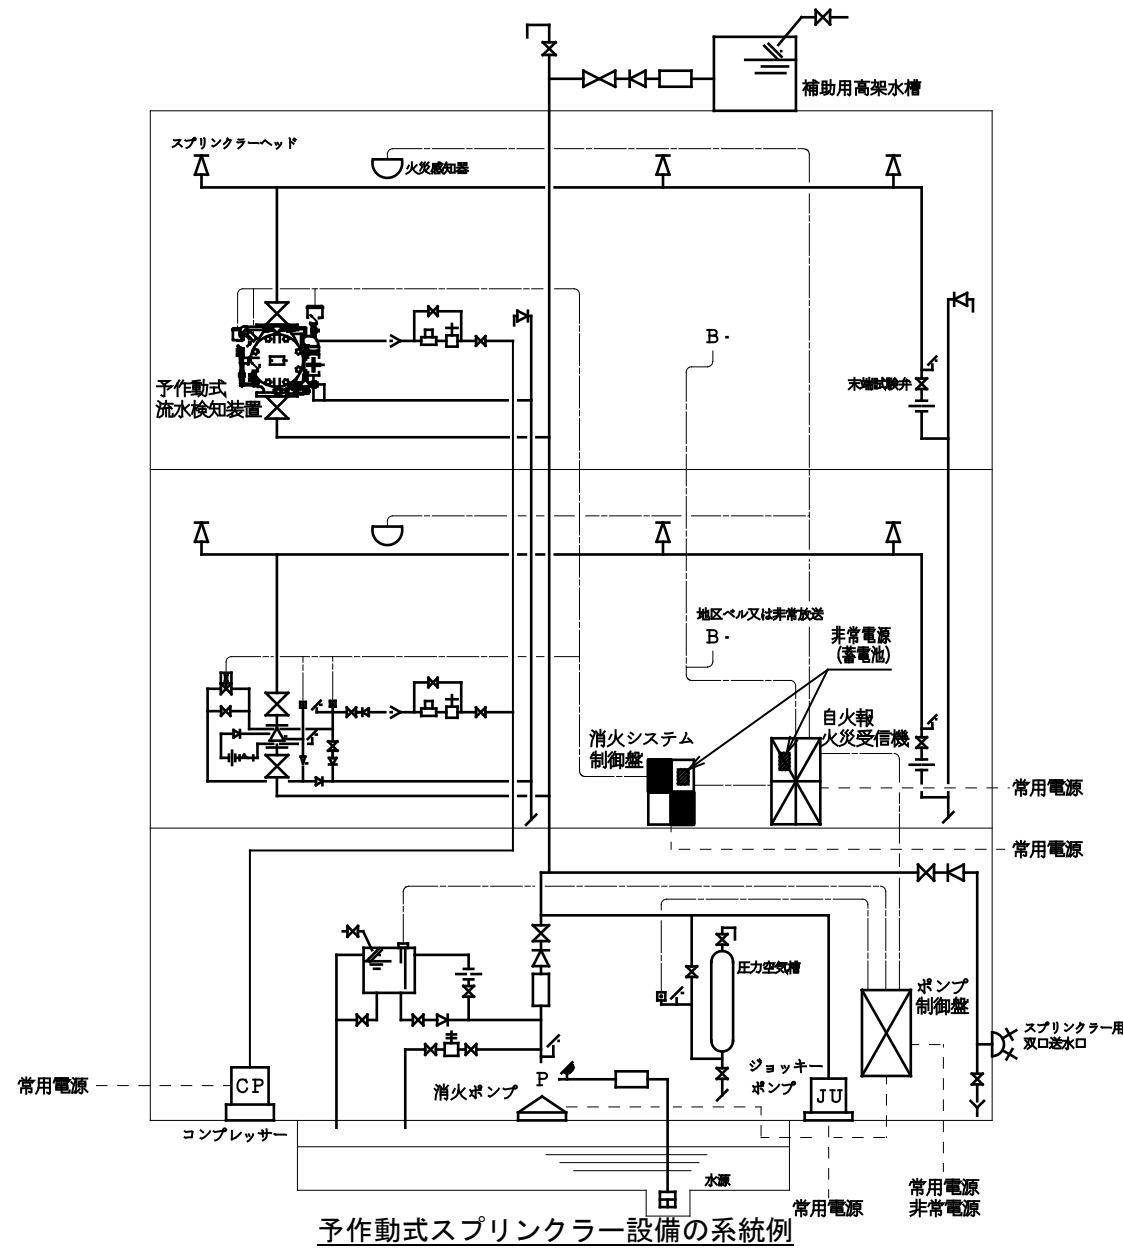 補助用高架水槽
スプリンクラーヘッド
火災感知器
B
予作動式
流水検知装置
末端試験弁
地区ベル又は非常放送
B
非常電源
(蓄電池)
自火報
火災受信機
消火システム
制御盤
常用電源
常用電源
圧力空気槽
ポンプ
制御盤
スプリンクラー用
双口送水口
常用電源
CP
コンプレッサー
消火ポンプ
P
ジョッキー
ポンプ
JU
水源
常用電源
常用電源
非常電源
予作動式スプリンクラー設備の系統例